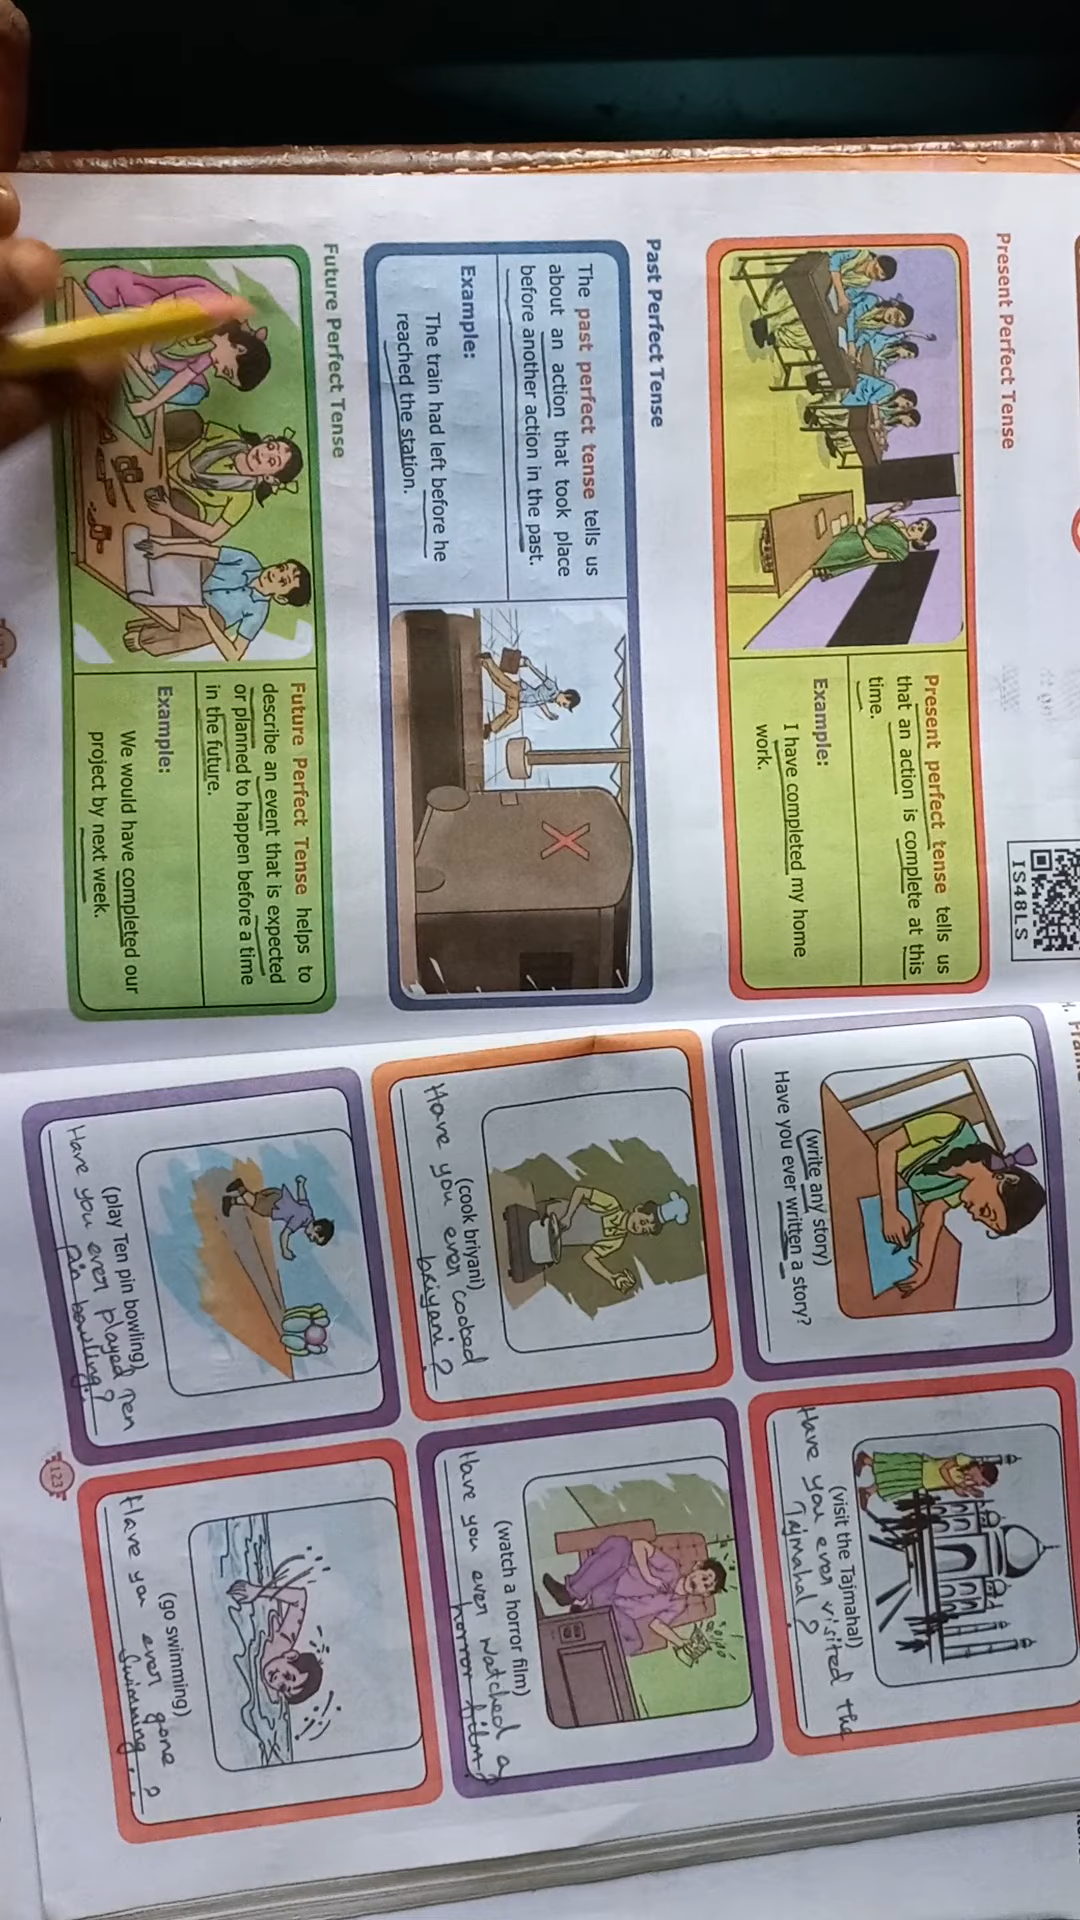 Present Perfect Tense
IS48LS
Present perfect tense tells us
that an action is complete at this
time.
Example:
I have completed my home
work.
Past Perfect Tense
The past perfect tense tells us
about an action that took place
before another action in the past.
Example:
The train had left before he
reached the station.
Future Perfect Tense
Future Perfect Tense helps to
describe an event that is expected
or planned to happen before a time
in the future.
Example:
We would have completed our
project by next week.
(write any story)
Have you ever written a story?
(visit the Tajmahal)
Have you ever visited the
Tajmahal ?
(cook briyani)
Have you ever cooked
briyani ?
(watch a horror film)
Have you ever watched a
horror film?
(play Ten pin bowling)
Have you ever played Ten
pin bowling?
(go swimming)
Have you ever gone
Swimming ?
123